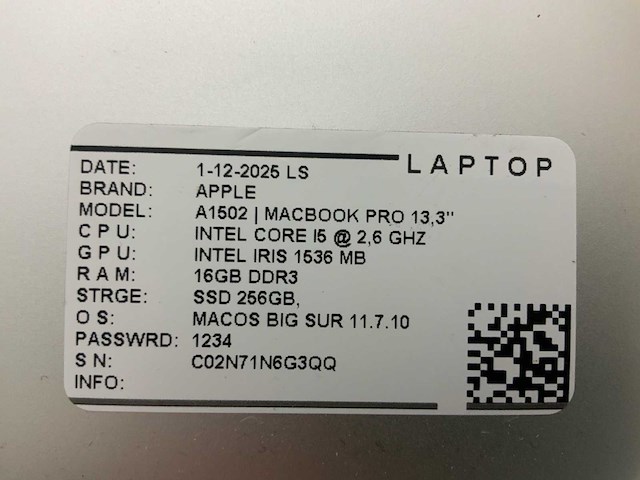 LAPTOP
DATE: 1-12-2025 LS
BRAND: APPLE
MODEL: A1502 | MACBOOK PRO 13,3"
CPU: INTEL CORE I5 @ 2,6 GHZ
GPU: INTEL IRIS 1536 MB
RAM: 16GB DDR3
STRGE: SSD 256GB,
OS: MACOS BIG SUR 11.7.10
PASSWRD: 1234
SN: C02N71N6G3QQ
INFO: